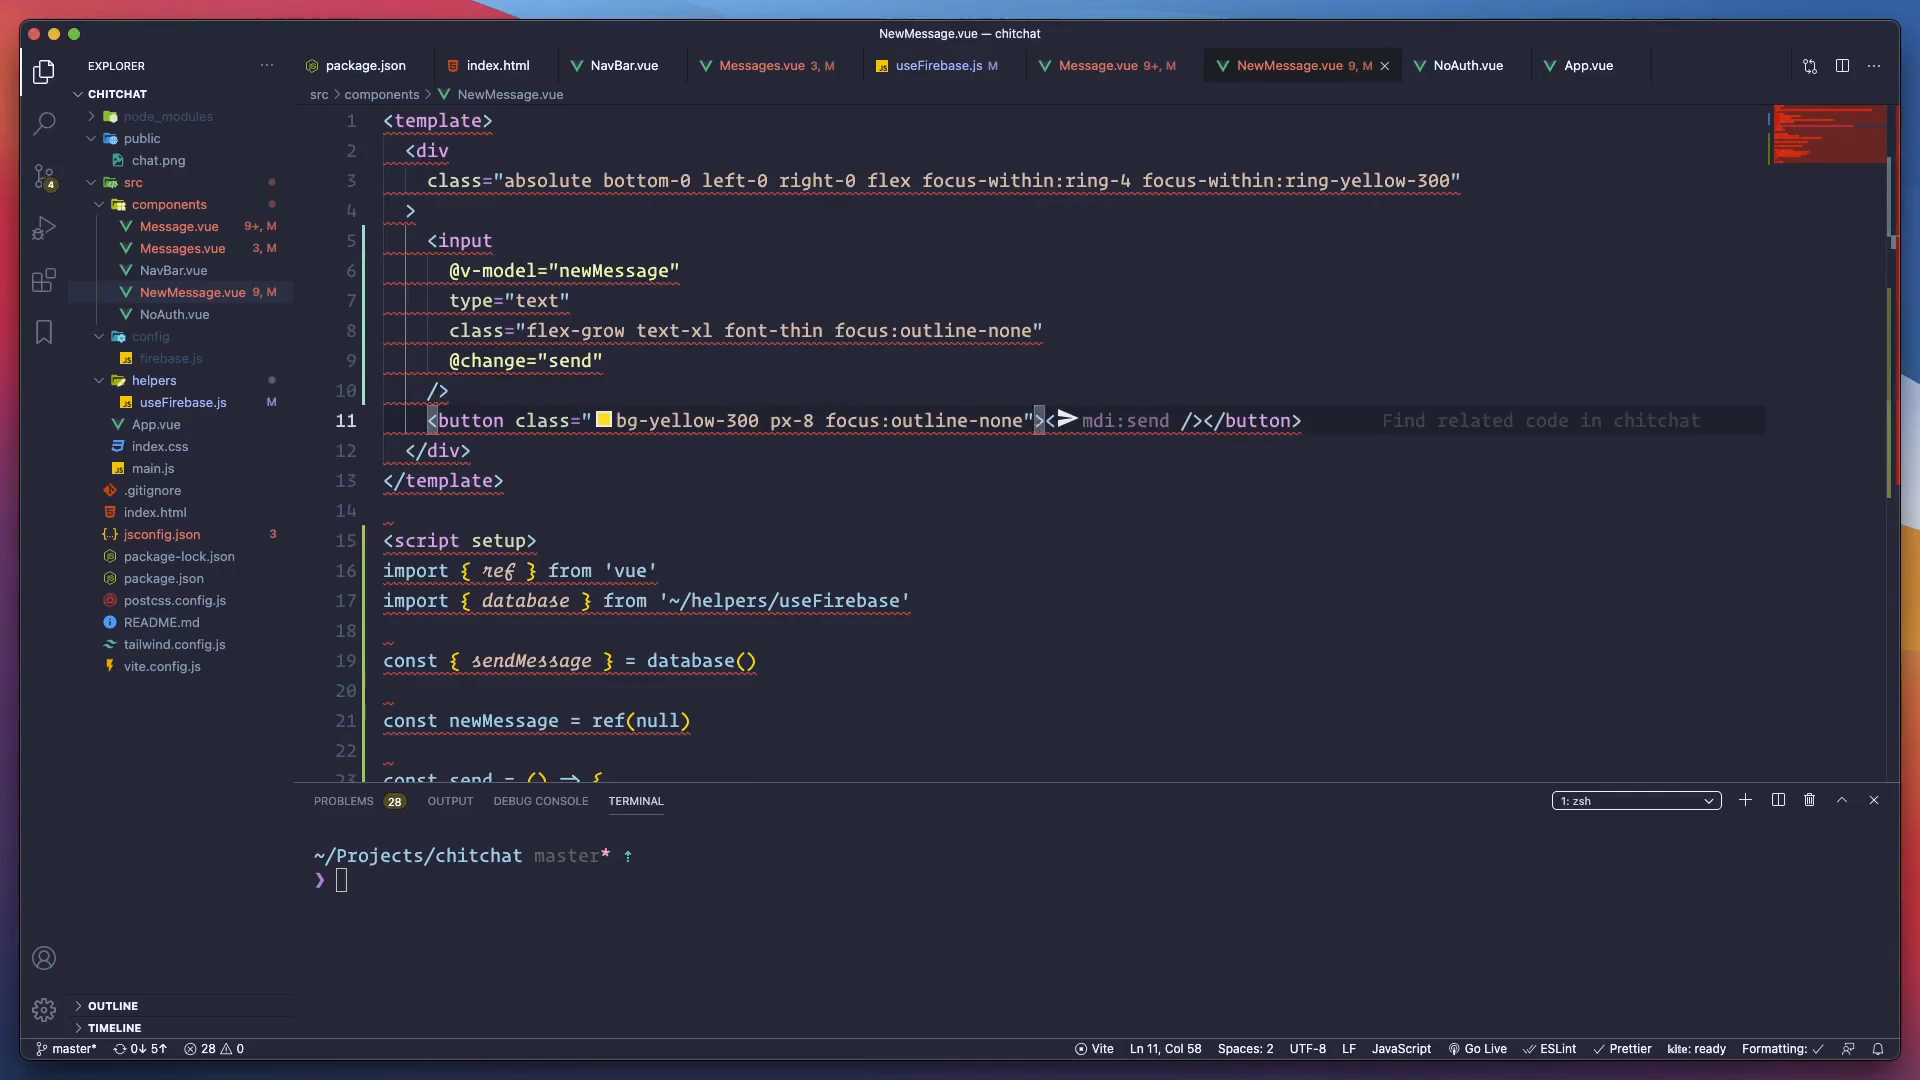 NewMessage.vue — chitchat
EXPLORER
package.json
index.html
NavBar.vue
Messages.vue 3, M
useFirebase.js M
Message.vue 9+, M
NewMessage.vue 9, M
NoAuth.vue
App.vue
src > components > NewMessage.vue
CHITCHAT
node_modules
public
chat.png
src
components
Message.vue 9+, M
Messages.vue 3, M
NavBar.vue
NewMessage.vue 9, M
NoAuth.vue
config
firebase.js
helpers
useFirebase.js M
App.vue
index.css
main.js
.gitignore
index.html
jsconfig.json 3
package-lock.json
package.json
postcss.config.js
README.md
tailwind.config.js
vite.config.js
OUTLINE
TIMELINE
4
1 <template>
2 <div
3 class="absolute bottom-0 left-0 right-0 flex focus-within:ring-4 focus-within:ring-yellow-300"
4 >
5 <input
6 @v-model="newMessage"
7 type="text"
8 class="flex-grow text-xl font-thin focus:outline-none"
9 @change="send"
10 />
11 <button class="bg-yellow-300 px-8 focus:outline-none"><mdi:send /></button> Find related code in chitchat
12 </div>
13 </template>
14
15 <script setup>
16 import { ref } from 'vue'
17 import { database } from '~/helpers/useFirebase'
18
19 const { sendMessage } = database()
20
21 const newMessage = ref(null)
22
23 const send = () => {
PROBLEMS 28 OUTPUT DEBUG CONSOLE TERMINAL
1: zsh
~/Projects/chitchat master* ⇡
❯
master* 0↓ 5↑ 28 0
Vite Ln 11, Col 58 Spaces: 2 UTF-8 LF JavaScript Go Live ESLint Prettier kite: ready Formatting: ✓